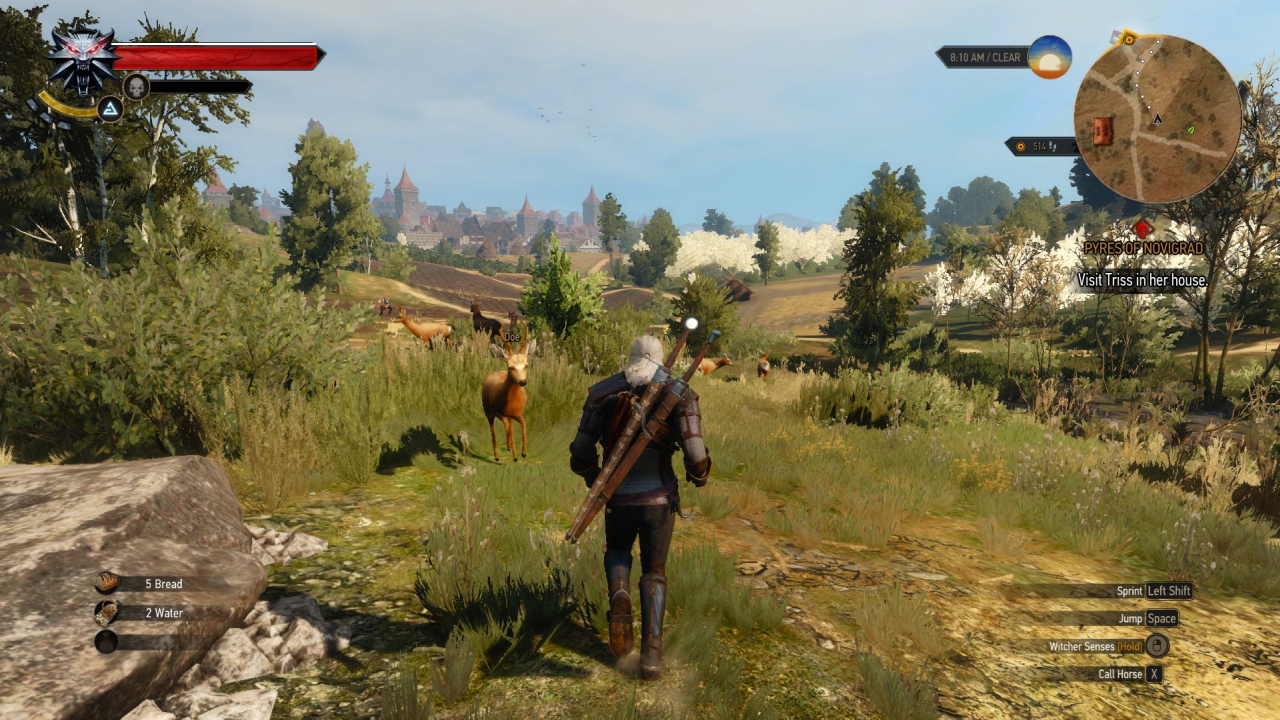 8:10 AM / CLEAR
514
PYRES OF NOVIGRAD
Visit Triss in her house.
Doe
5 Bread
2 Water
Sprint Left Shift
Jump Space
Witcher Senses [Hold]
Call Horse X